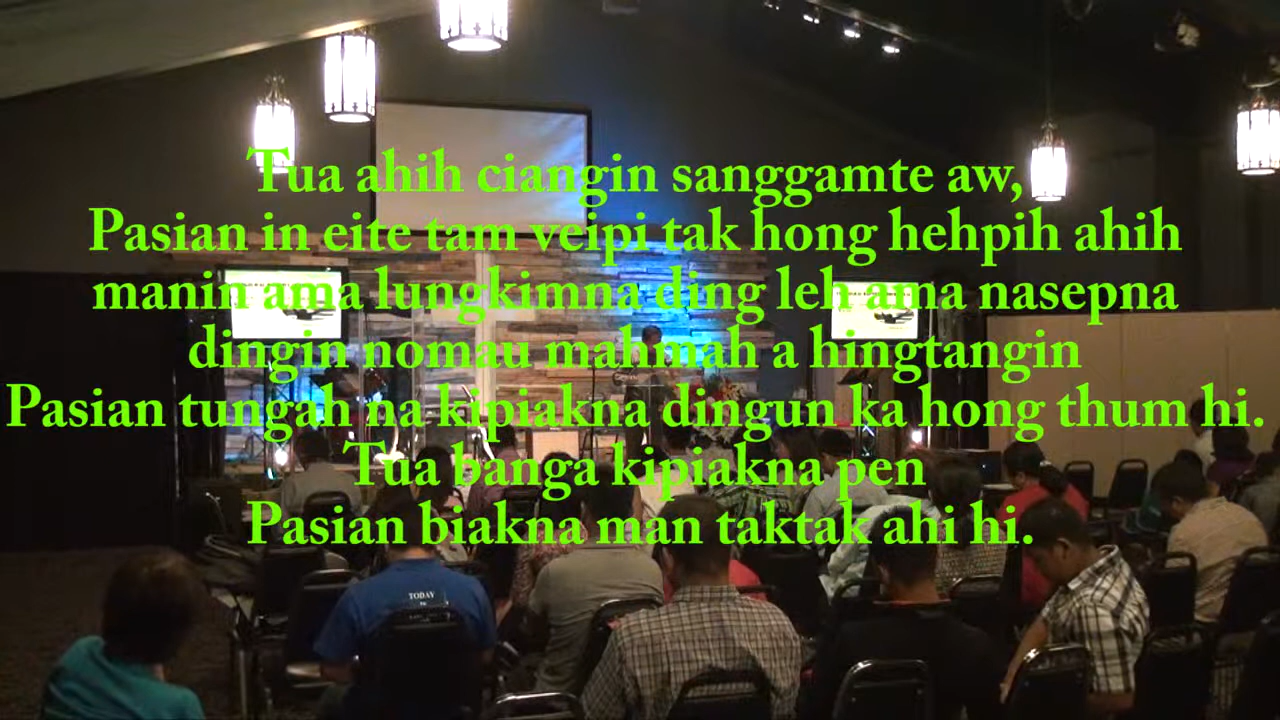 Tua ahih ciangin sanggamte aw,
Pasian in eite tam veipi tak hong hehpih ahih
manin ama lungkimna ding leh ama nasepna
dingin nomau mahmah a hingtangin
Pasian tungah na kipiakna dingun ka hong thum hi.
Tua banga kipiakna pen
Pasian biakna man taktak ahi hi.
TODAY